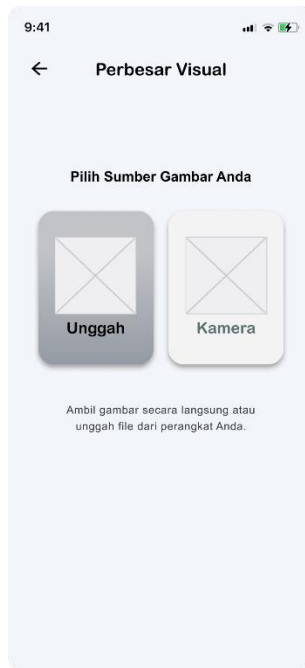 9:41
Perbesar Visual
Pilih Sumber Gambar Anda
Unggah
Kamera
Ambil gambar secara langsung atau
unggah file dari perangkat Anda.